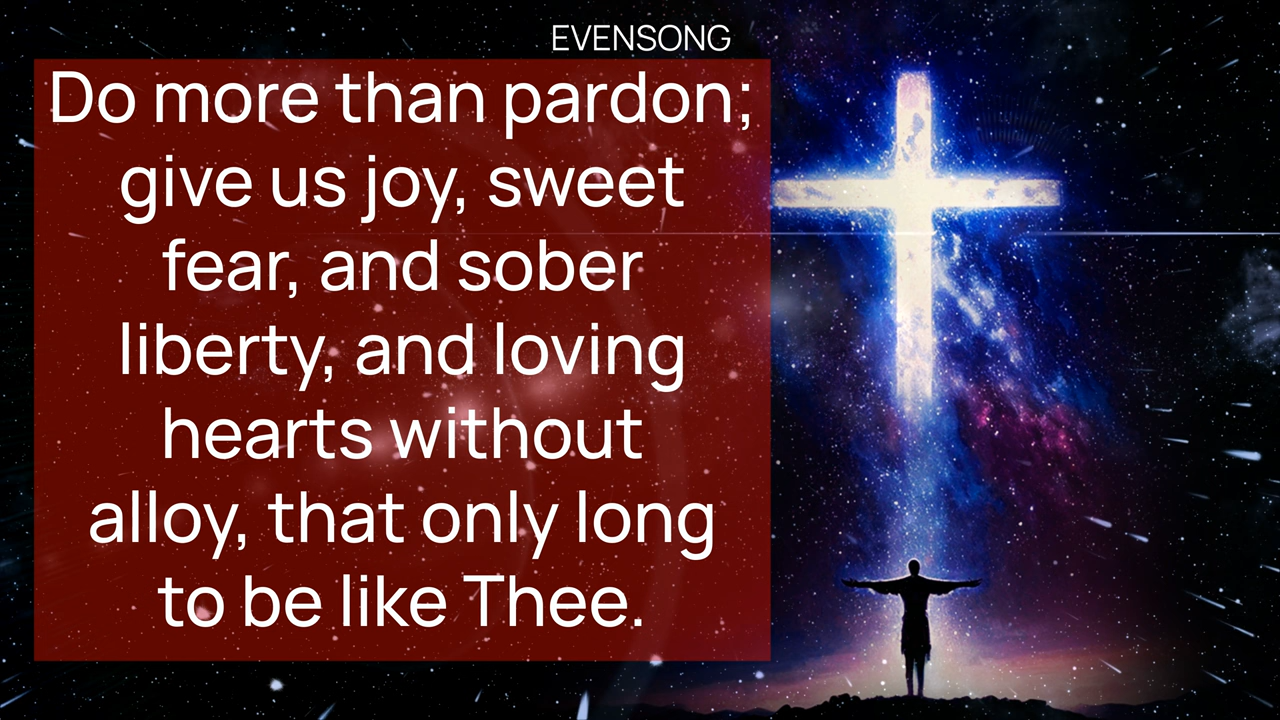 EVENSONG
Do more than pardon;
give us joy, sweet
fear, and sober
liberty, and loving
hearts without
alloy, that only long
to be like Thee.